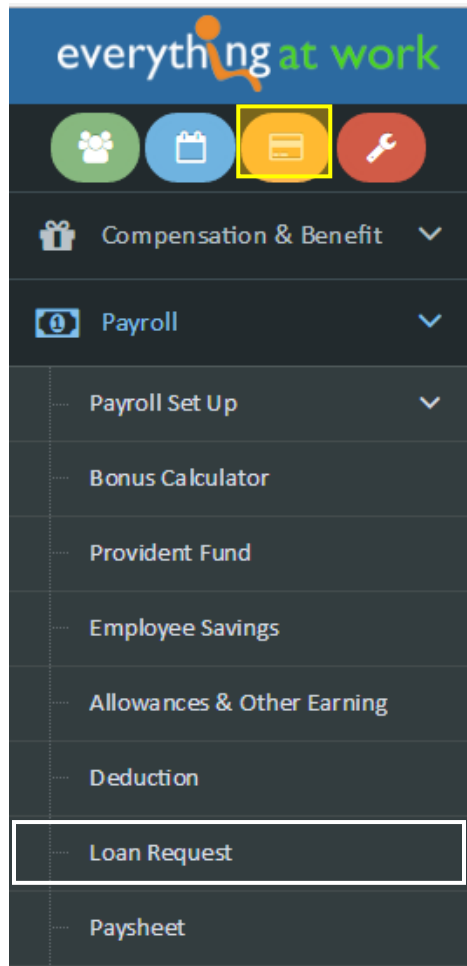 everything at work
Compensation & Benefit
1 Payroll
Payroll Set Up
Bonus Calculator
Provident Fund
Employee Savings
Allowances & Other Earning
Deduction
Loan Request
Paysheet